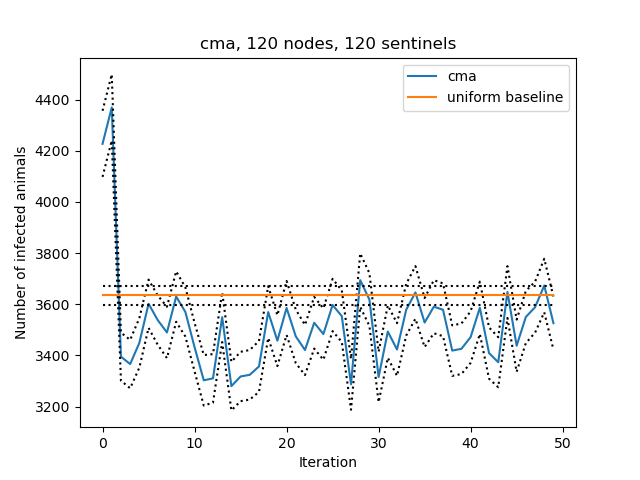 cma, 120 nodes, 120 sentinels
cma
uniform baseline
Number of infected animals
4400
4200
4000
3800
3600
3400
3200
0 10 20 30 40 50
Iteration